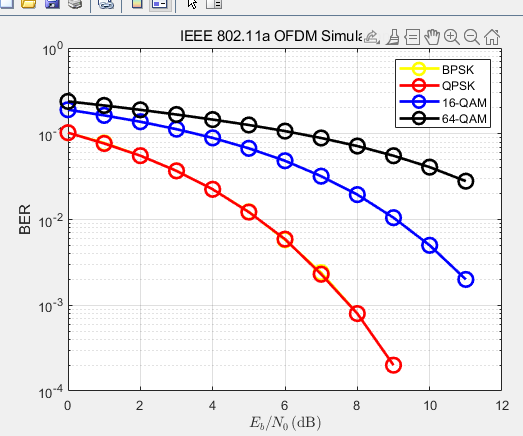 IEEE 802.11a OFDM Simula
10^0
10^-1
10^-2
10^-3
10^-4
BER
BPSK
QPSK
16-QAM
64-QAM
0 2 4 6 8 10 12
E_b/N_0 (dB)